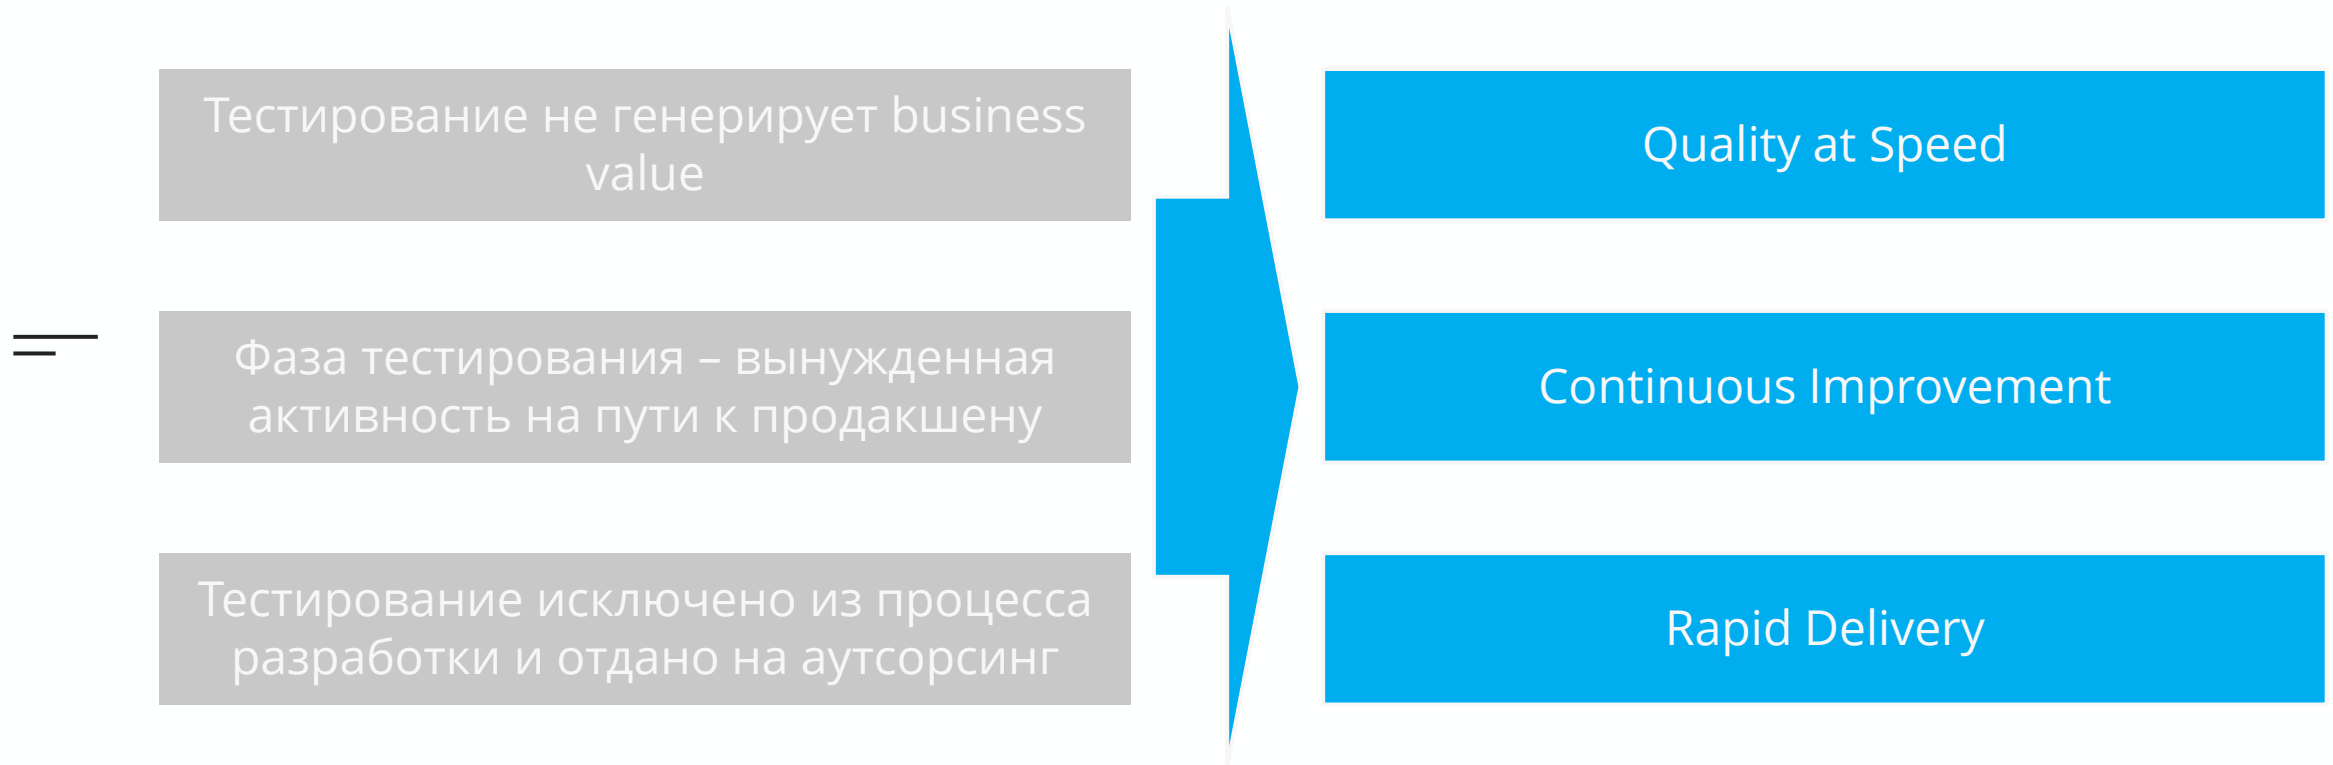 Тестирование не генерирует business
value
Фаза тестирования – вынужденная
активность на пути к продакшену
Тестирование исключено из процесса
разработки и отдано на аутсорсинг
Quality at Speed
Continuous Improvement
Rapid Delivery